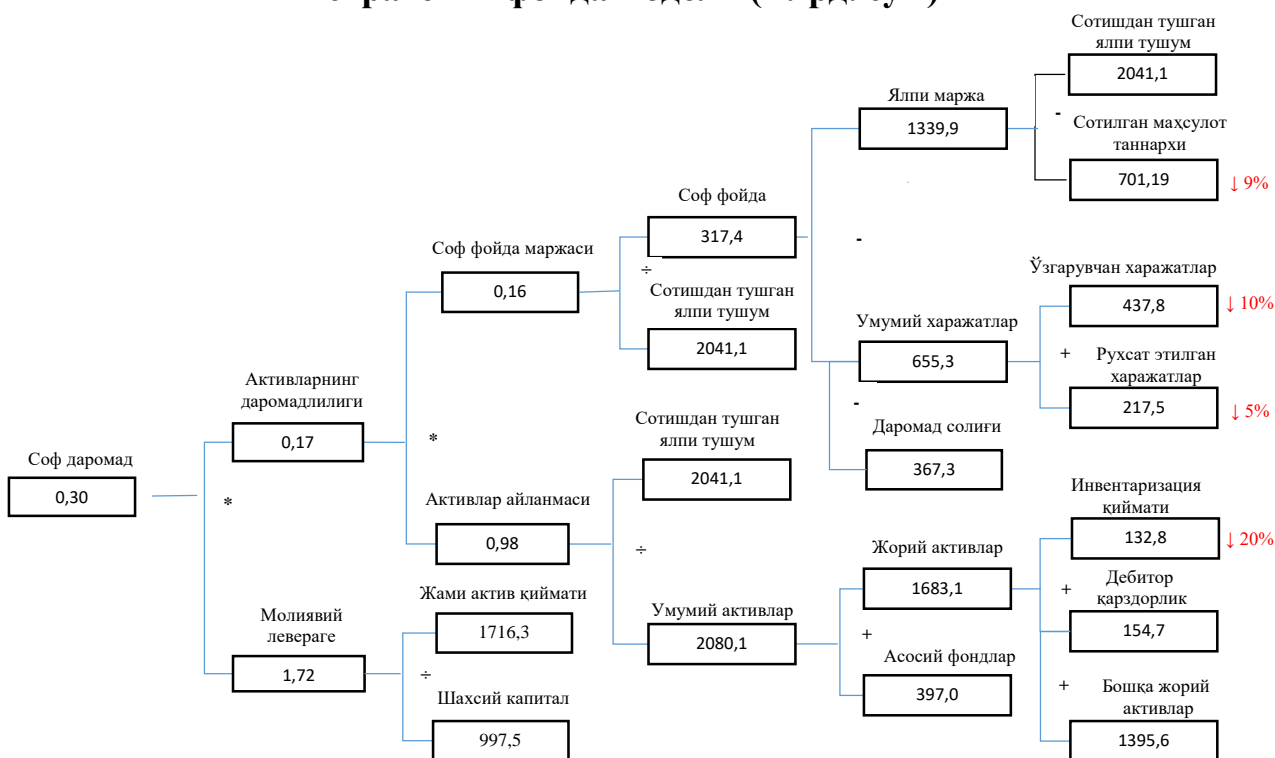 фойда модели (млрд.сўм)
Сотишдан тушган
ялпи тушум
2041,1
Ялпи маржа
1339,9
-
Сотилган маҳсулот
таннархи
701,19
↓ 9%
Соф фойда
317,4
-
Соф фойда маржаси
0,16
÷
Сотишдан тушган
ялпи тушум
2041,1
Ўзгарувчан харажатлар
437,8
↓ 10%
Умумий харажатлар
655,3
+
Рухсат этилган
харажатлар
217,5
↓ 5%
-
Даромад солиғи
367,3
Активларнинг
даромадлилиги
0,17
*
Соф даромад
0,30
*
Сотишдан тушган
ялпи тушум
2041,1
Активлар айланмаси
0,98
÷
Инвентаризация
қиймати
132,8
↓ 20%
Жорий активлар
1683,1
+
Дебитор
қарздорлик
154,7
Умумий активлар
2080,1
+
Асосий фондлар
397,0
+
Бошқа жорий
активлар
1395,6
Жами актив қиймати
1716,3
Молиявий
левераге
1,72
÷
Шахсий капитал
997,5